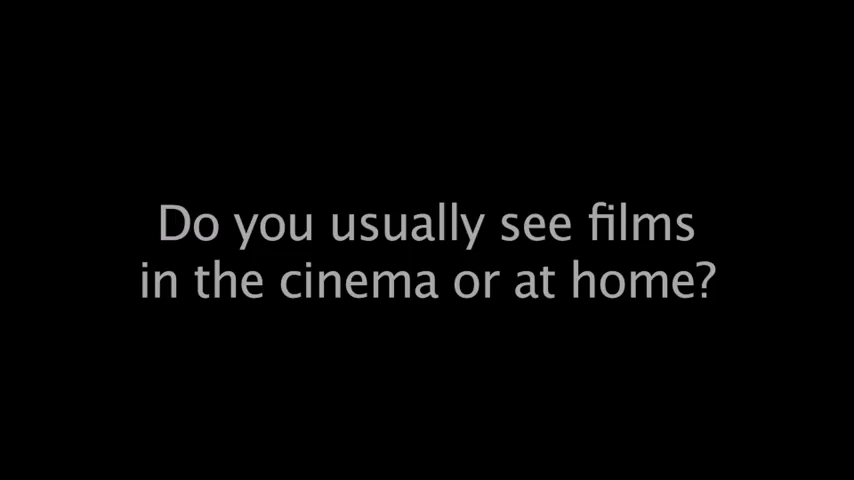 Do you usually see films
in the cinema or at home?